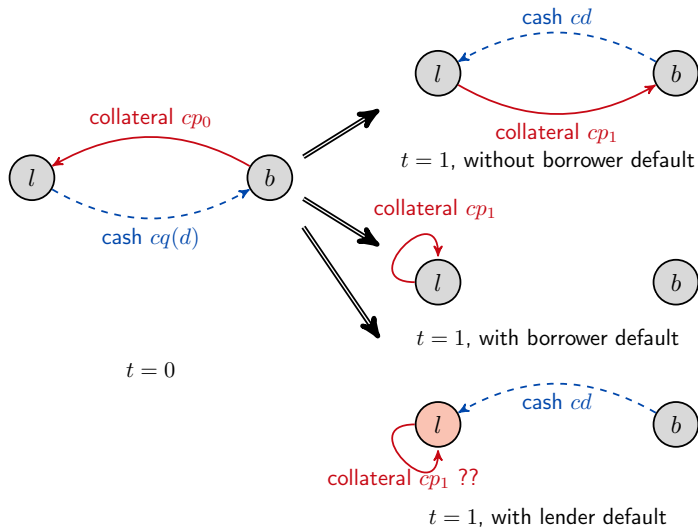 collateral cp₀
l
b
cash cq(d)
t = 0
cash cd
l
b
collateral cp₁
t = 1, without borrower default
collateral cp₁
l
b
t = 1, with borrower default
cash cd
l
b
collateral cp₁ ??
t = 1, with lender default